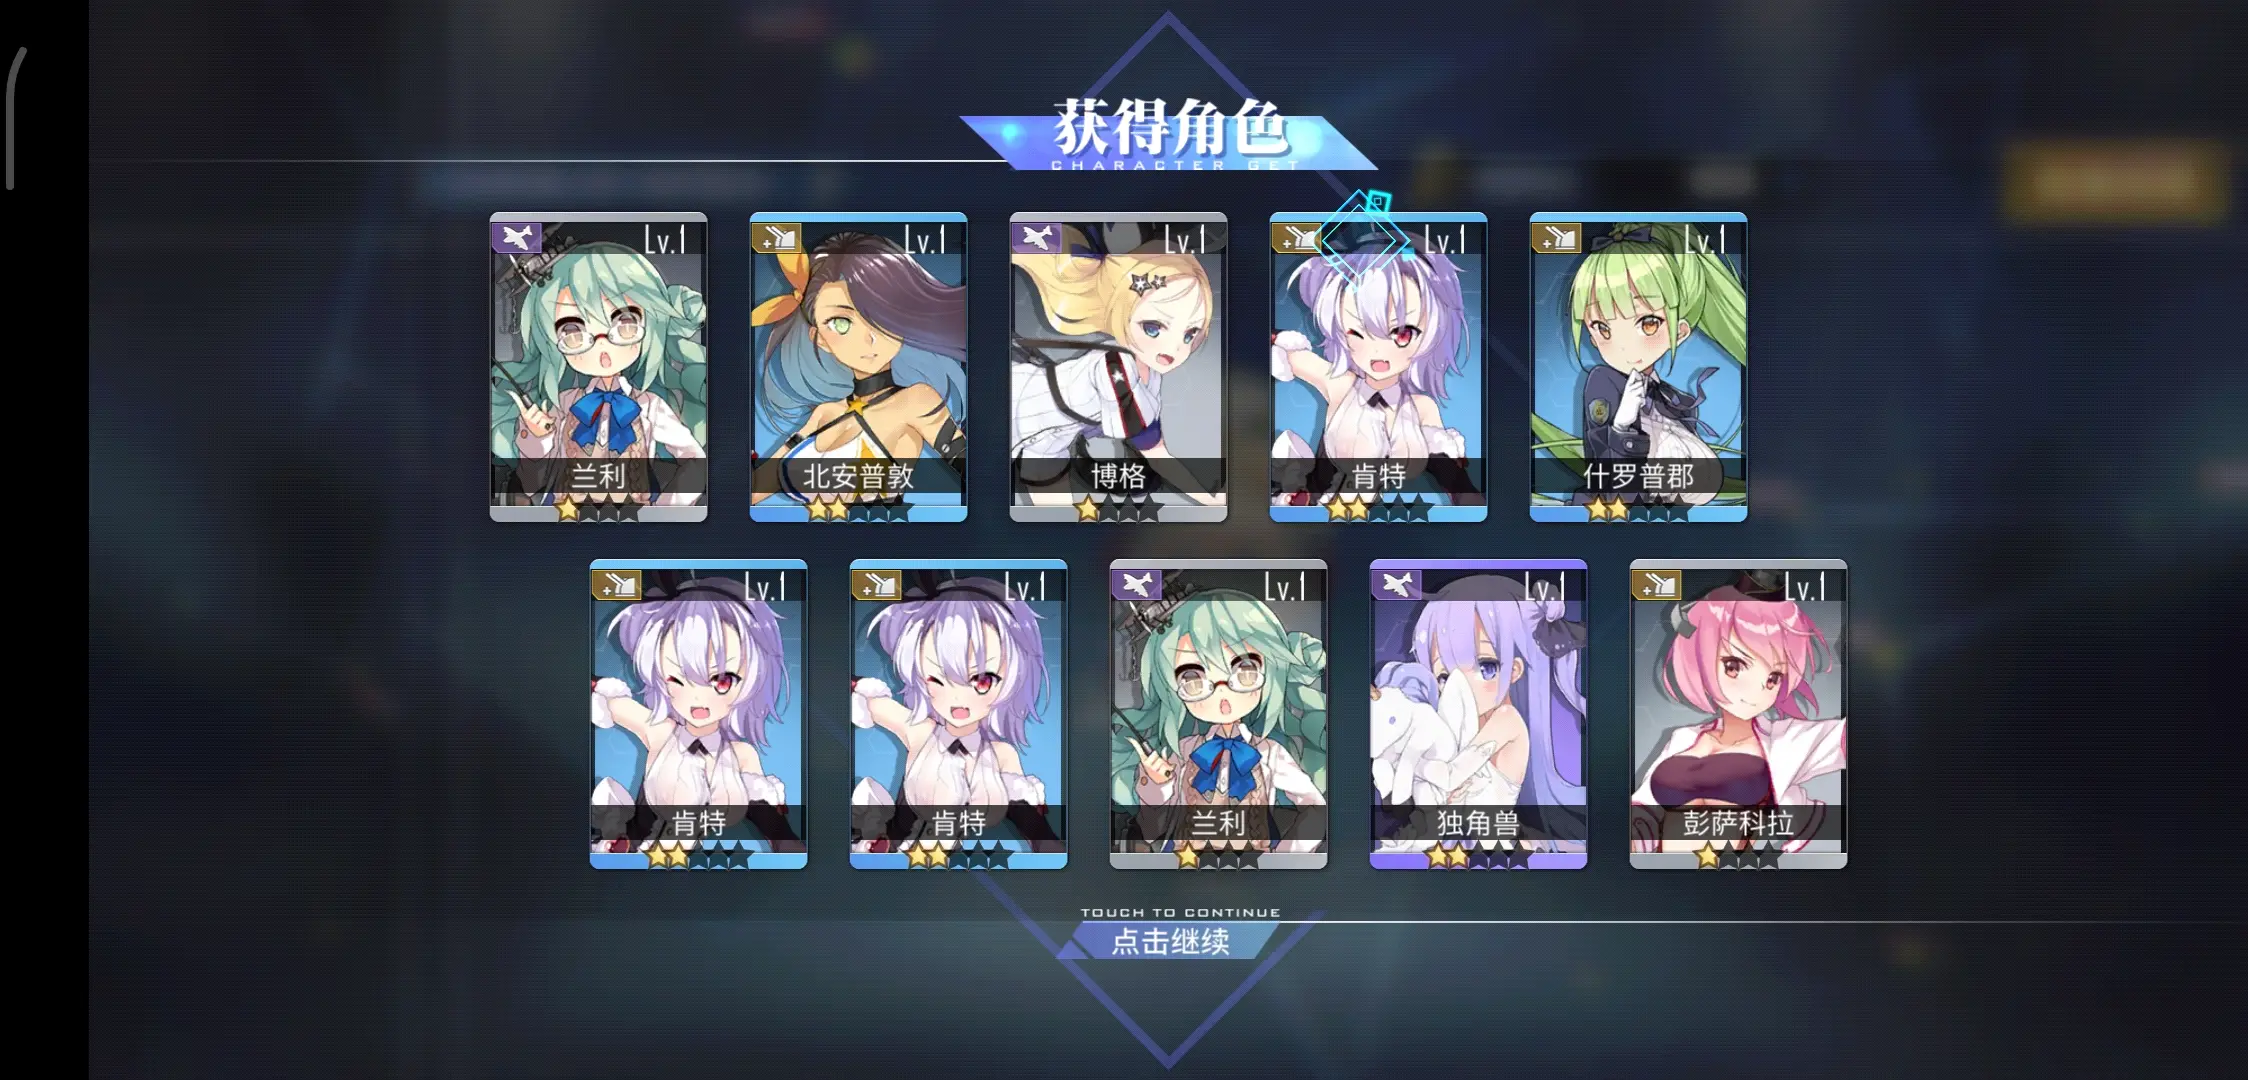 获得角色
CHARACTER GET
Lv.1
Lv.1
Lv.1
Lv.1
Lv.1
兰利
北安普敦
博格
肯特
什罗普郡
Lv.1
Lv.1
Lv.1
Lv.1
Lv.1
肯特
肯特
兰利
独角兽
彭萨科拉
TOUCH TO CONTINUE
点击继续